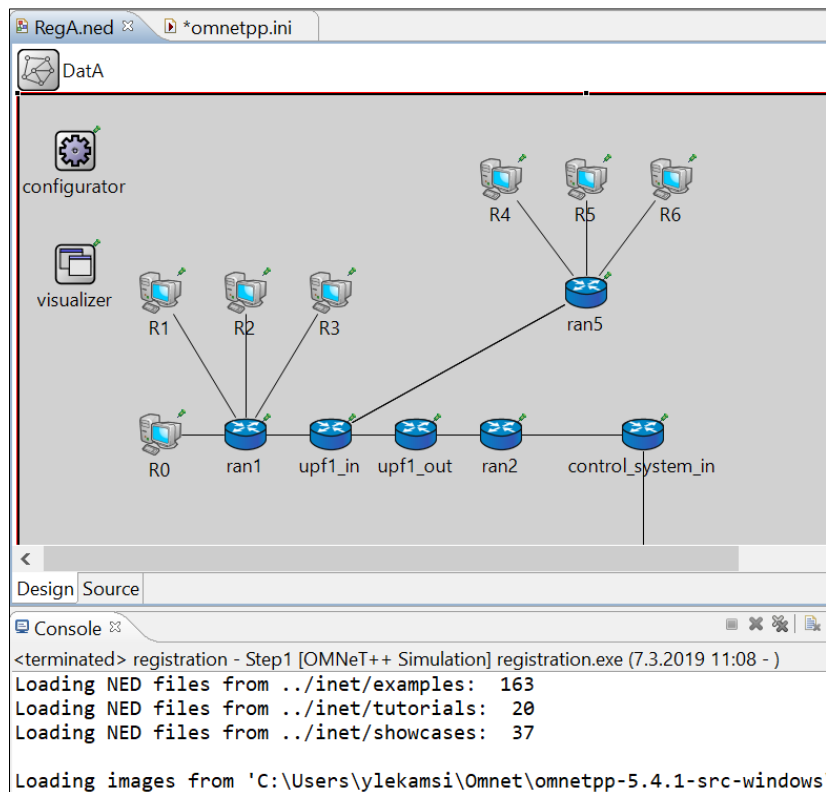 RegA.ned *omnetpp.ini
DatA
configurator
R4 R5 R6
visualizer
R1 R2 R3
ran5
R0 ran1 upf1_in upf1_out ran2 control_system_in
Design Source
Console
<terminated> registration - Step1 [OMNeT++ Simulation] registration.exe (7.3.2019 11:08 - )
Loading NED files from ../inet/examples: 163
Loading NED files from ../inet/tutorials: 20
Loading NED files from ../inet/showcases: 37
Loading images from 'C:\Users\ylekamsi\Omnet\omnetpp-5.4.1-src-windows\